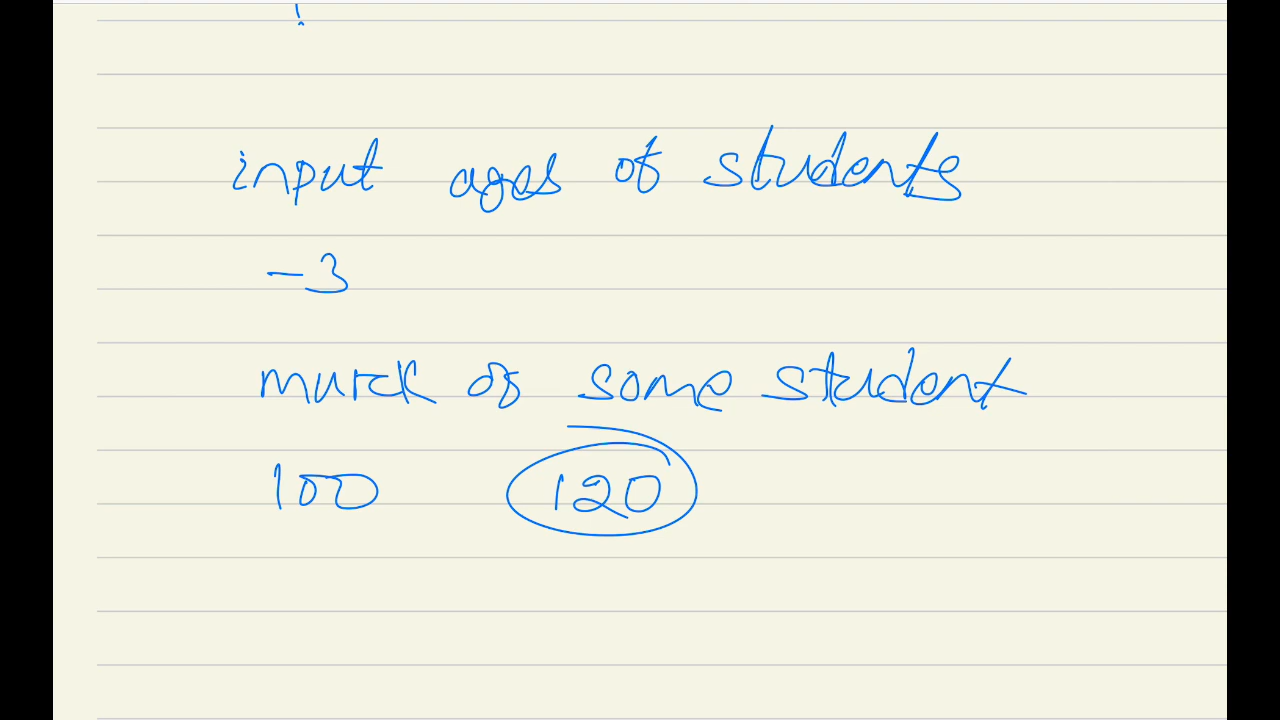 input ages of students
-3
murck of some student
100 120